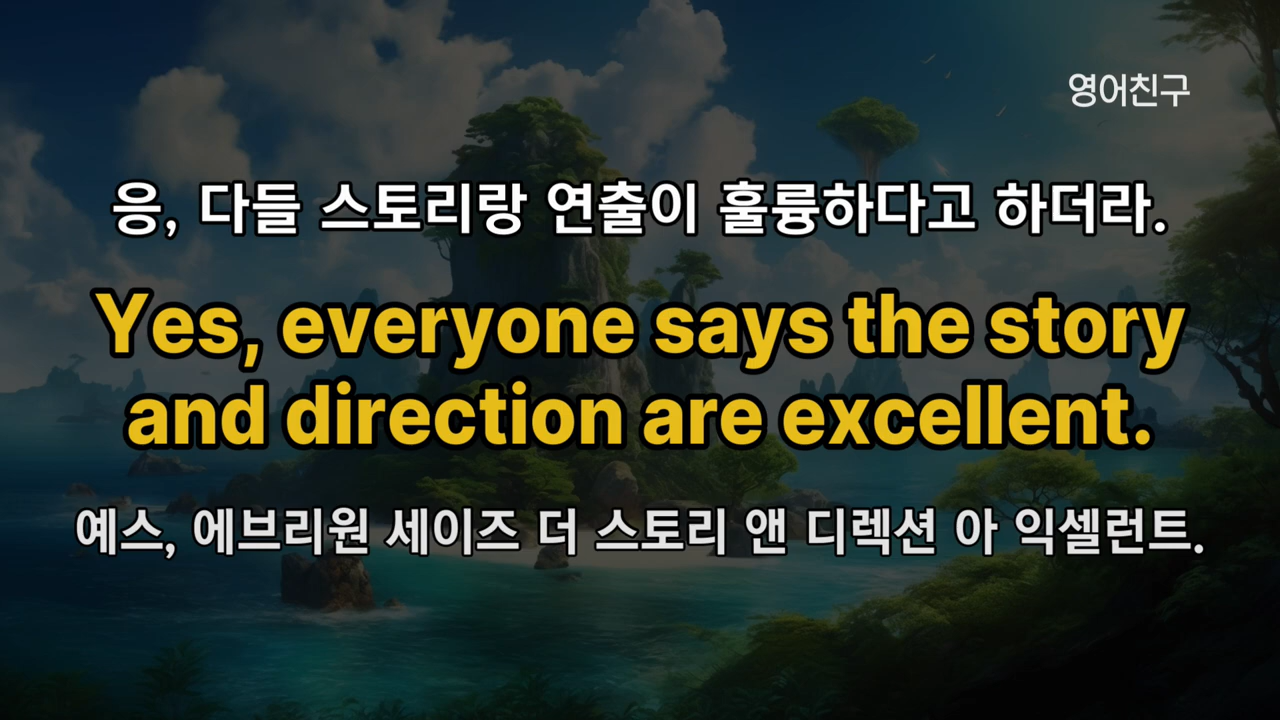 영어친구
응, 다들 스토리랑 연출이 훌륭하다고 하더라.
Yes, everyone says the story
and direction are excellent.
예스, 에브리원 세이즈 더 스토리 앤 디렉션 아 익셀런트.